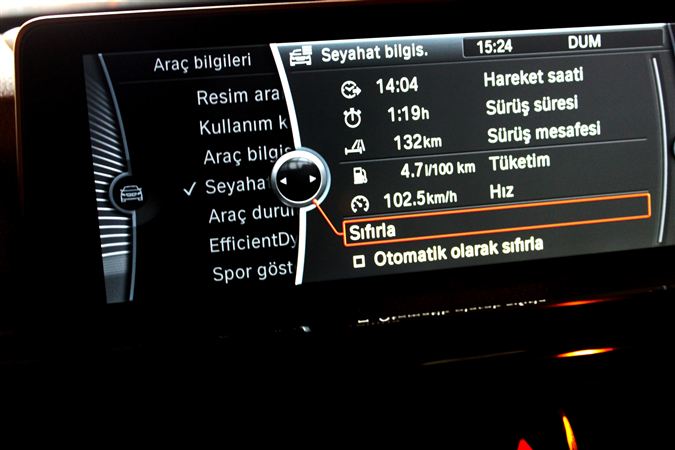 Araç bilgileri
Resim ara
Kullanım k
Araç bilgis
Seyahat
Araç durur
EfficientDy
Spor göst
Seyahat bilgis. 15:24 DUM
14:04 Hareket saati
1:19h Sürüş süresi
132km Sürüş mesafesi
4.7l/100 km Tüketim
102.5km/h Hız
Sıfırla
Otomatik olarak sıfırla